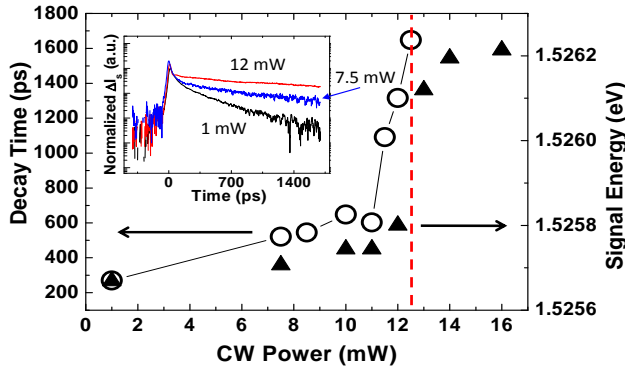 1800
1600
1400
1200
1000
800
600
400
200
Decay Time (ps)
Normalized ΔIs (a.u.)
12 mW
7.5 mW
1 mW
0 700 1400
Time (ps)
1.5262
1.5260
1.5258
1.5256
Signal Energy (eV)
0 2 4 6 8 10 12 14 16
CW Power (mW)